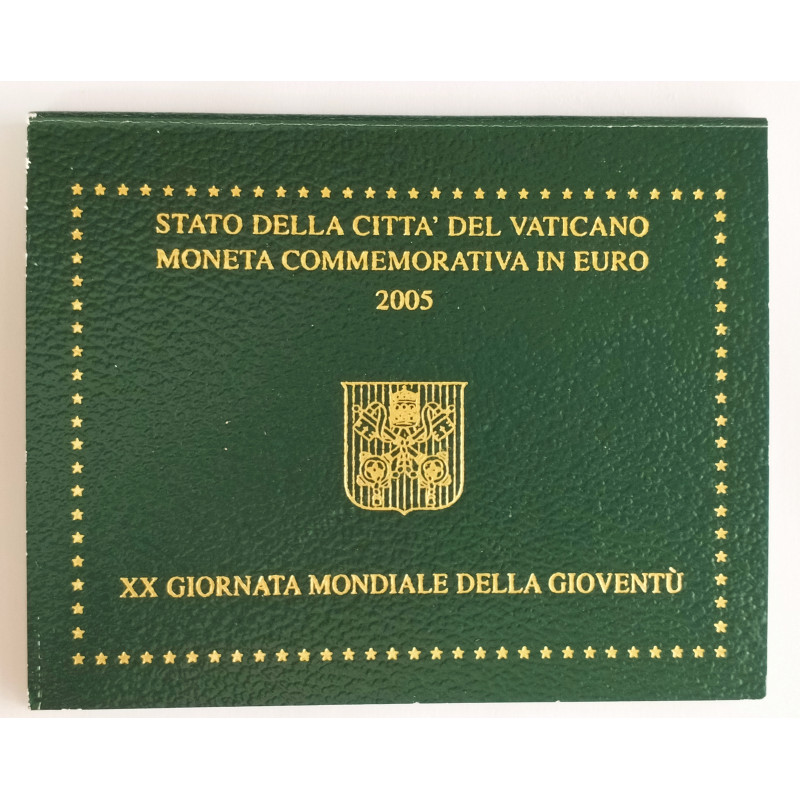 STATO DELLA CITTA' DEL VATICANO
MONETA COMMEMORATIVA IN EURO
2005
XX GIORNATA MONDIALE DELLA GIOVENTÙ